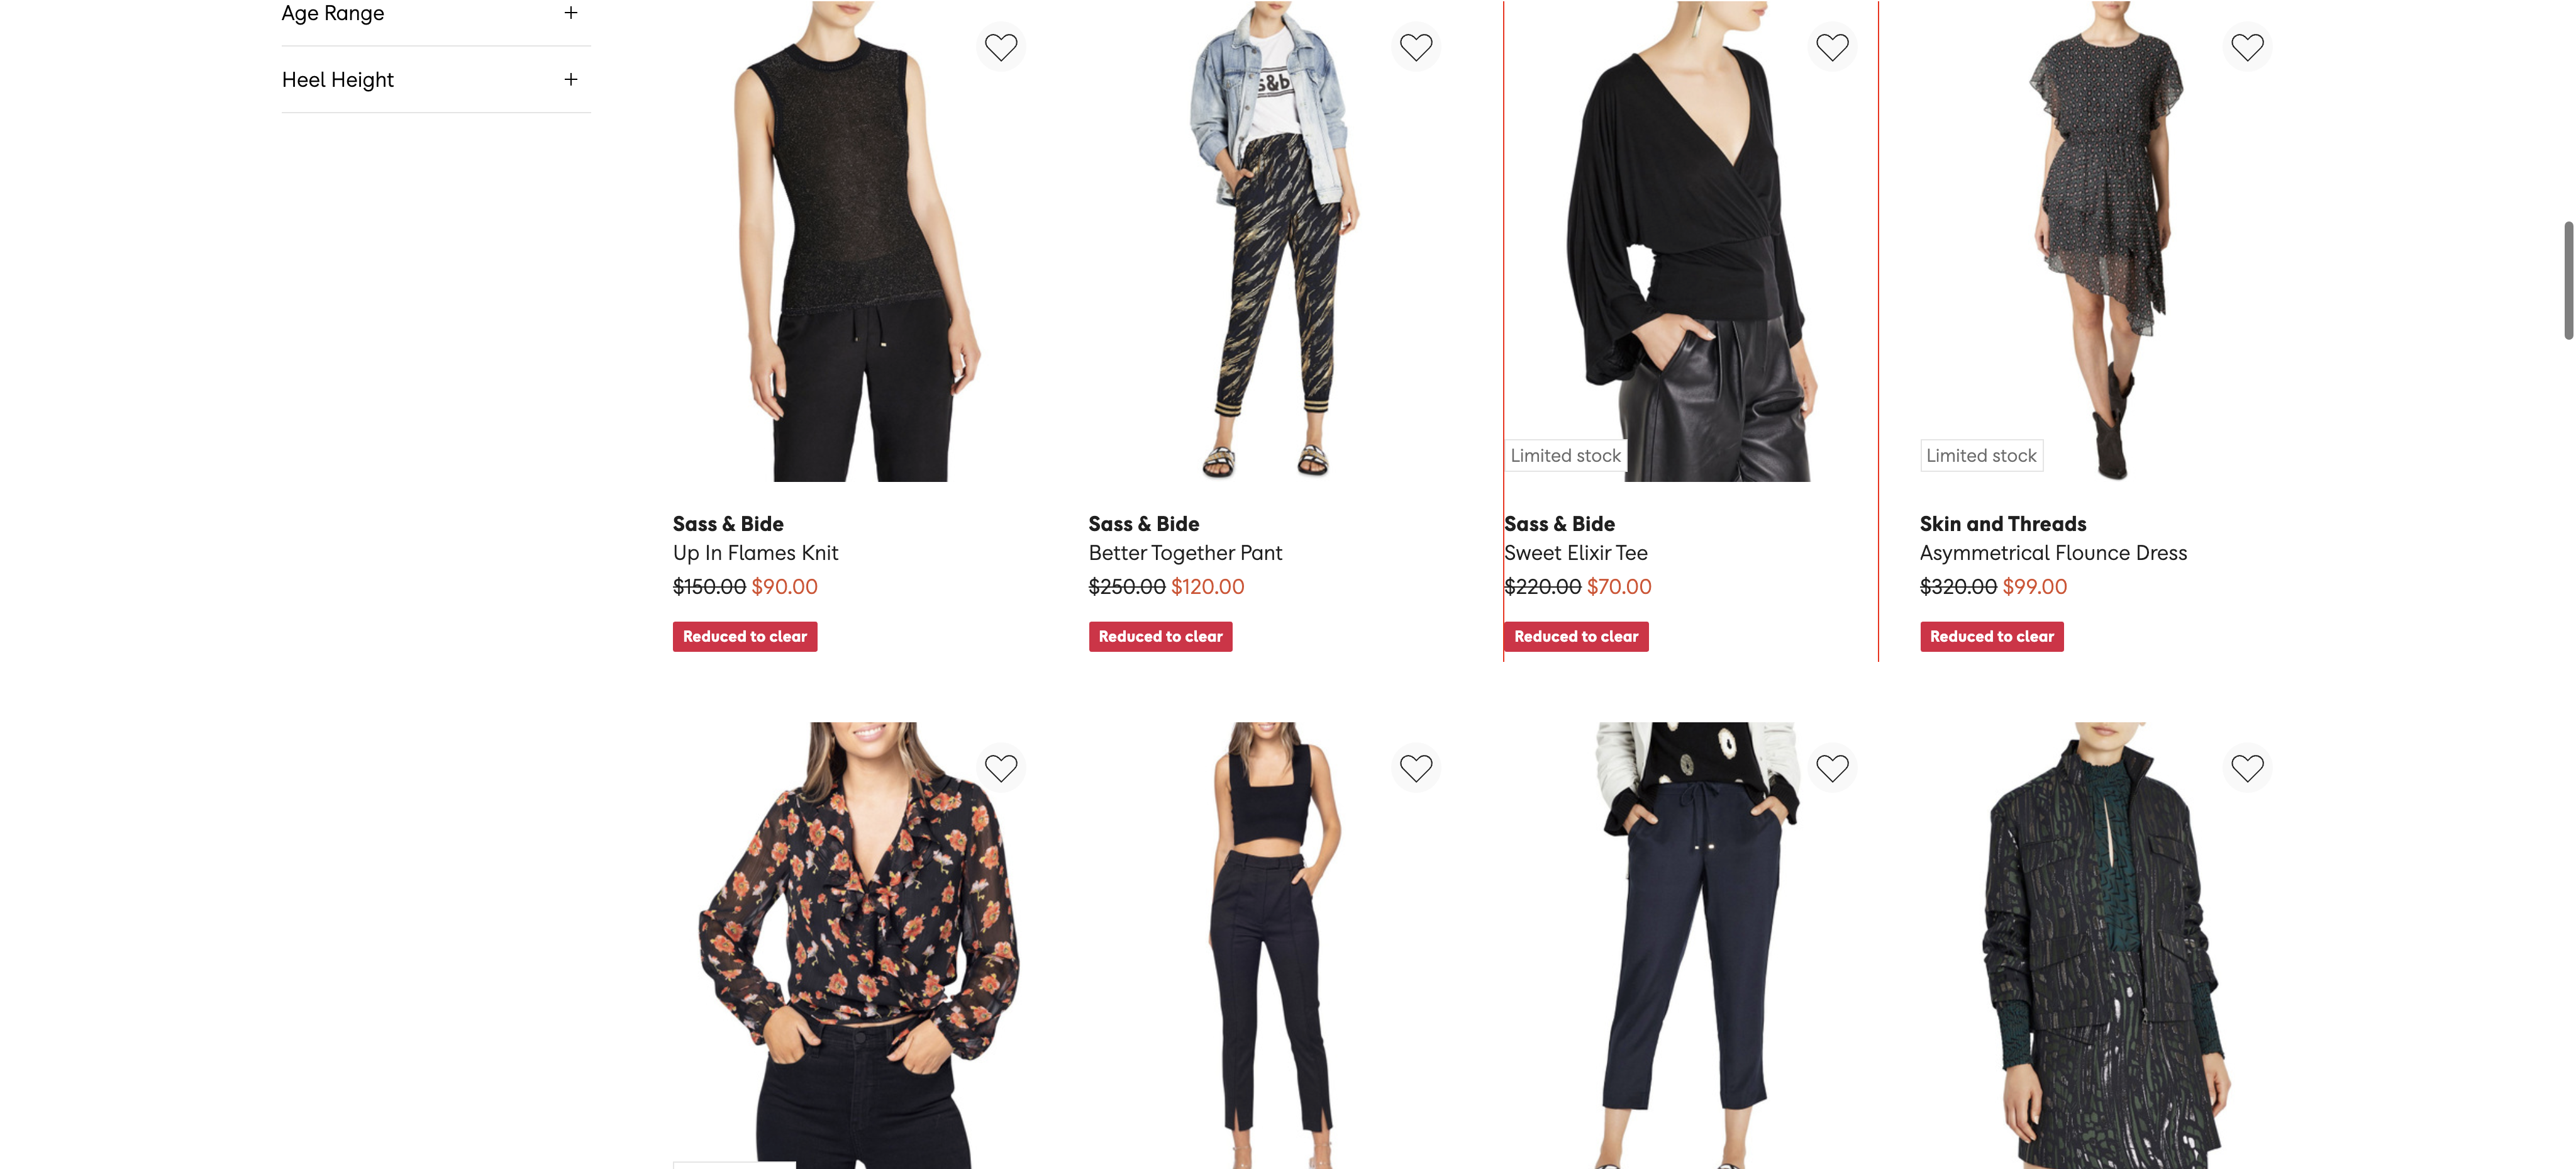 Age Range
Heel Height
s&b
Limited stock
Limited stock
Sass & Bide
Up In Flames Knit
$150.00 $90.00
Reduced to clear
Sass & Bide
Better Together Pant
$250.00 $120.00
Reduced to clear
Sass & Bide
Sweet Elixir Tee
$220.00 $70.00
Reduced to clear
Skin and Threads
Asymmetrical Flounce Dress
$320.00 $99.00
Reduced to clear